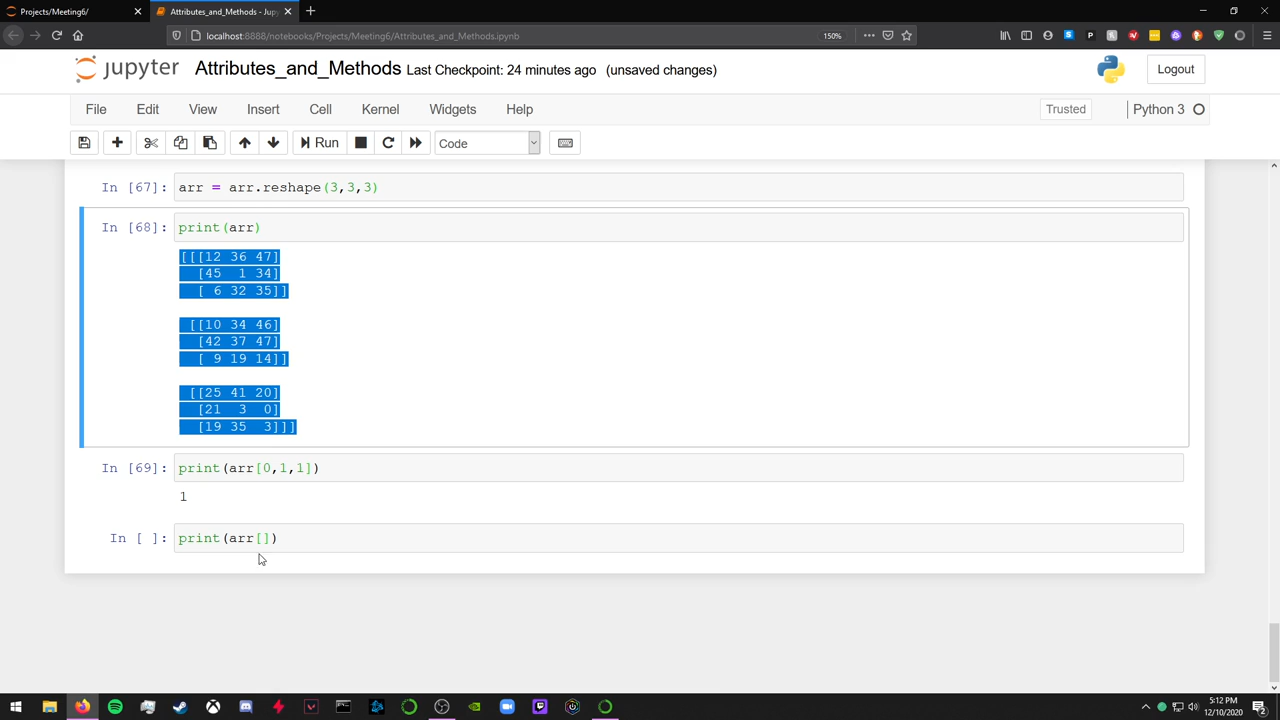 Projects/Meeting6/
Attributes_and_Methods - Jupy
localhost:8888/notebooks/Projects/Meeting6/Attributes_and_Methods.ipynb
150%
jupyter Attributes_and_Methods Last Checkpoint: 24 minutes ago (unsaved changes)
Logout
File Edit View Insert Cell Kernel Widgets Help
Trusted
Python 3
Run
Code
In [67]: arr = arr.reshape(3,3,3)
In [68]: print(arr)
[[[12 36 47]
[45 1 34]
[ 6 32 35]]
[[10 34 46]
[42 37 47]
[ 9 19 14]]
[[25 41 20]
[21 3 0]
[19 35 3]]]
In [69]: print(arr[0,1,1])
1
In [ ]: print(arr[])
5:12 PM
12/10/2020